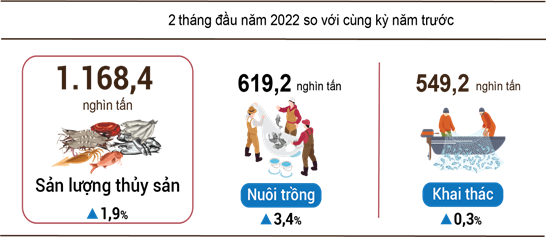 2 tháng đầu năm 2022 so với cùng kỳ năm trước
1.168,4
nghìn tấn
Sản lượng thủy sản
▲1,9%
619,2 nghìn tấn
Nuôi trồng
▲3,4%
549,2 nghìn tấn
Khai thác
▲0,3%